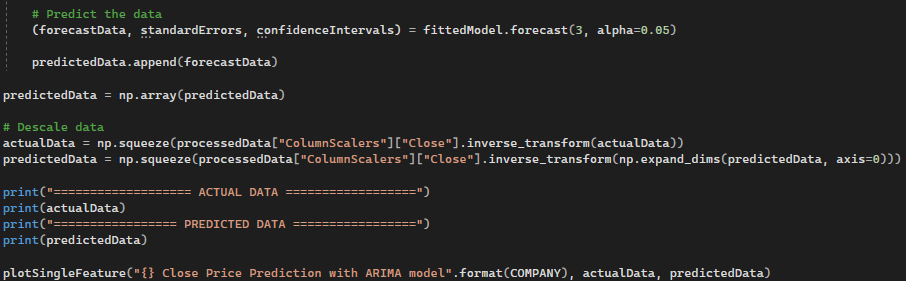 # Predict the data
(forecastData, standardErrors, confidenceIntervals) = fittedModel.forecast(3, alpha=0.05)
predictedData.append(forecastData)
predictedData = np.array(predictedData)
# Descale data
actualData = np.squeeze(processedData["ColumnScalers"]["Close"].inverse_transform(actualData))
predictedData = np.squeeze(processedData["ColumnScalers"]["Close"].inverse_transform(np.expand_dims(predictedData, axis=0)))
print("=================== ACTUAL DATA ==================")
print(actualData)
print("================= PREDICTED DATA =================")
print(predictedData)
plotSingleFeature("{} Close Price Prediction with ARIMA model".format(COMPANY), actualData, predictedData)